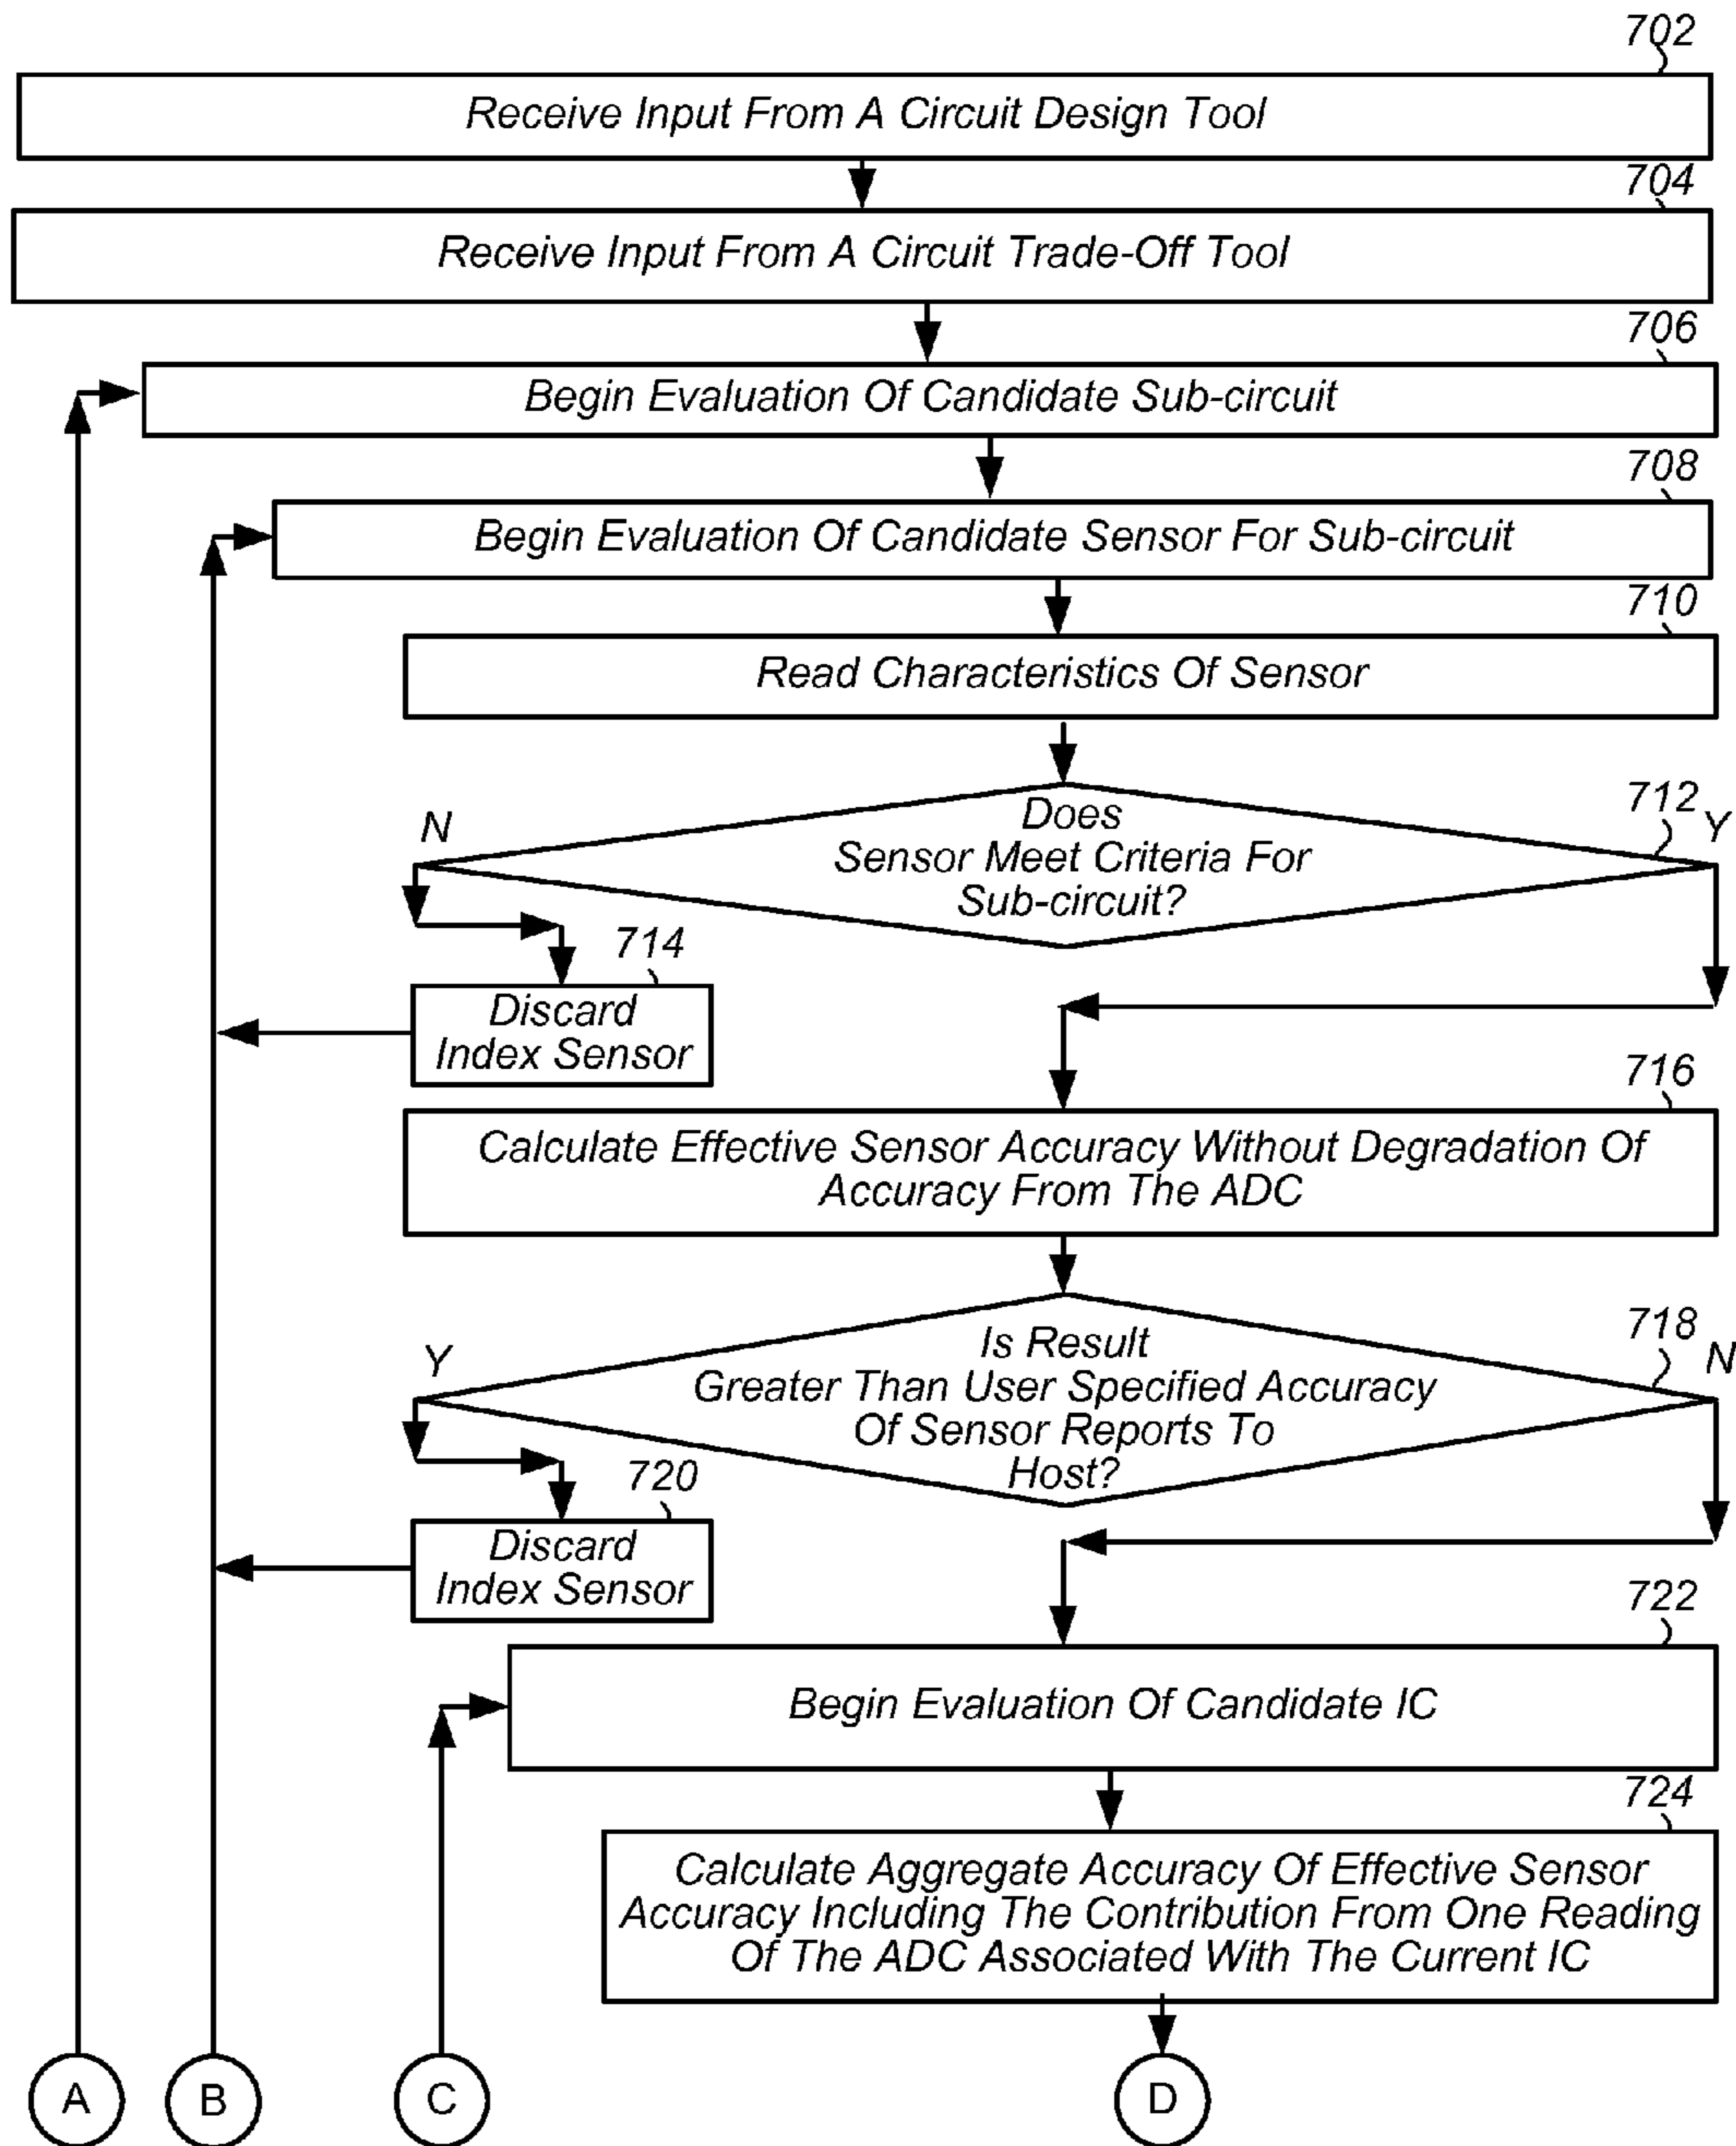 702
Receive Input From A Circuit Design Tool
704
Receive Input From A Circuit Trade-Off Tool
706
Begin Evaluation Of Candidate Sub-circuit
708
Begin Evaluation Of Candidate Sensor For Sub-circuit
710
Read Characteristics Of Sensor
712
N
Y
Does
Sensor Meet Criteria For
Sub-circuit?
714
Discard
Index Sensor
716
Calculate Effective Sensor Accuracy Without Degradation Of
Accuracy From The ADC
718
Y
N
Is Result
Greater Than User Specified Accuracy
Of Sensor Reports To
Host?
720
Discard
Index Sensor
722
Begin Evaluation Of Candidate IC
724
Calculate Aggregate Accuracy Of Effective Sensor
Accuracy Including The Contribution From One Reading
Of The ADC Associated With The Current IC
A
B
C
D